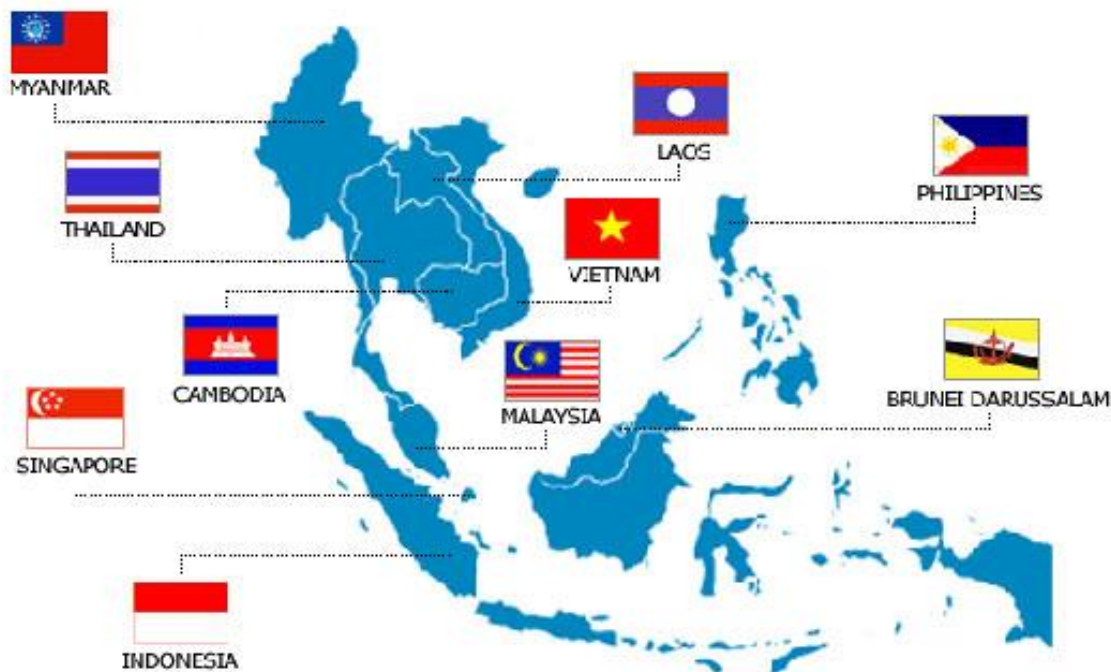 MYANMAR
LAOS
PHILIPPINES
THAILAND
VIETNAM
CAMBODIA
MALAYSIA
BRUNEI DARUSSALAM
SINGAPORE
INDONESIA